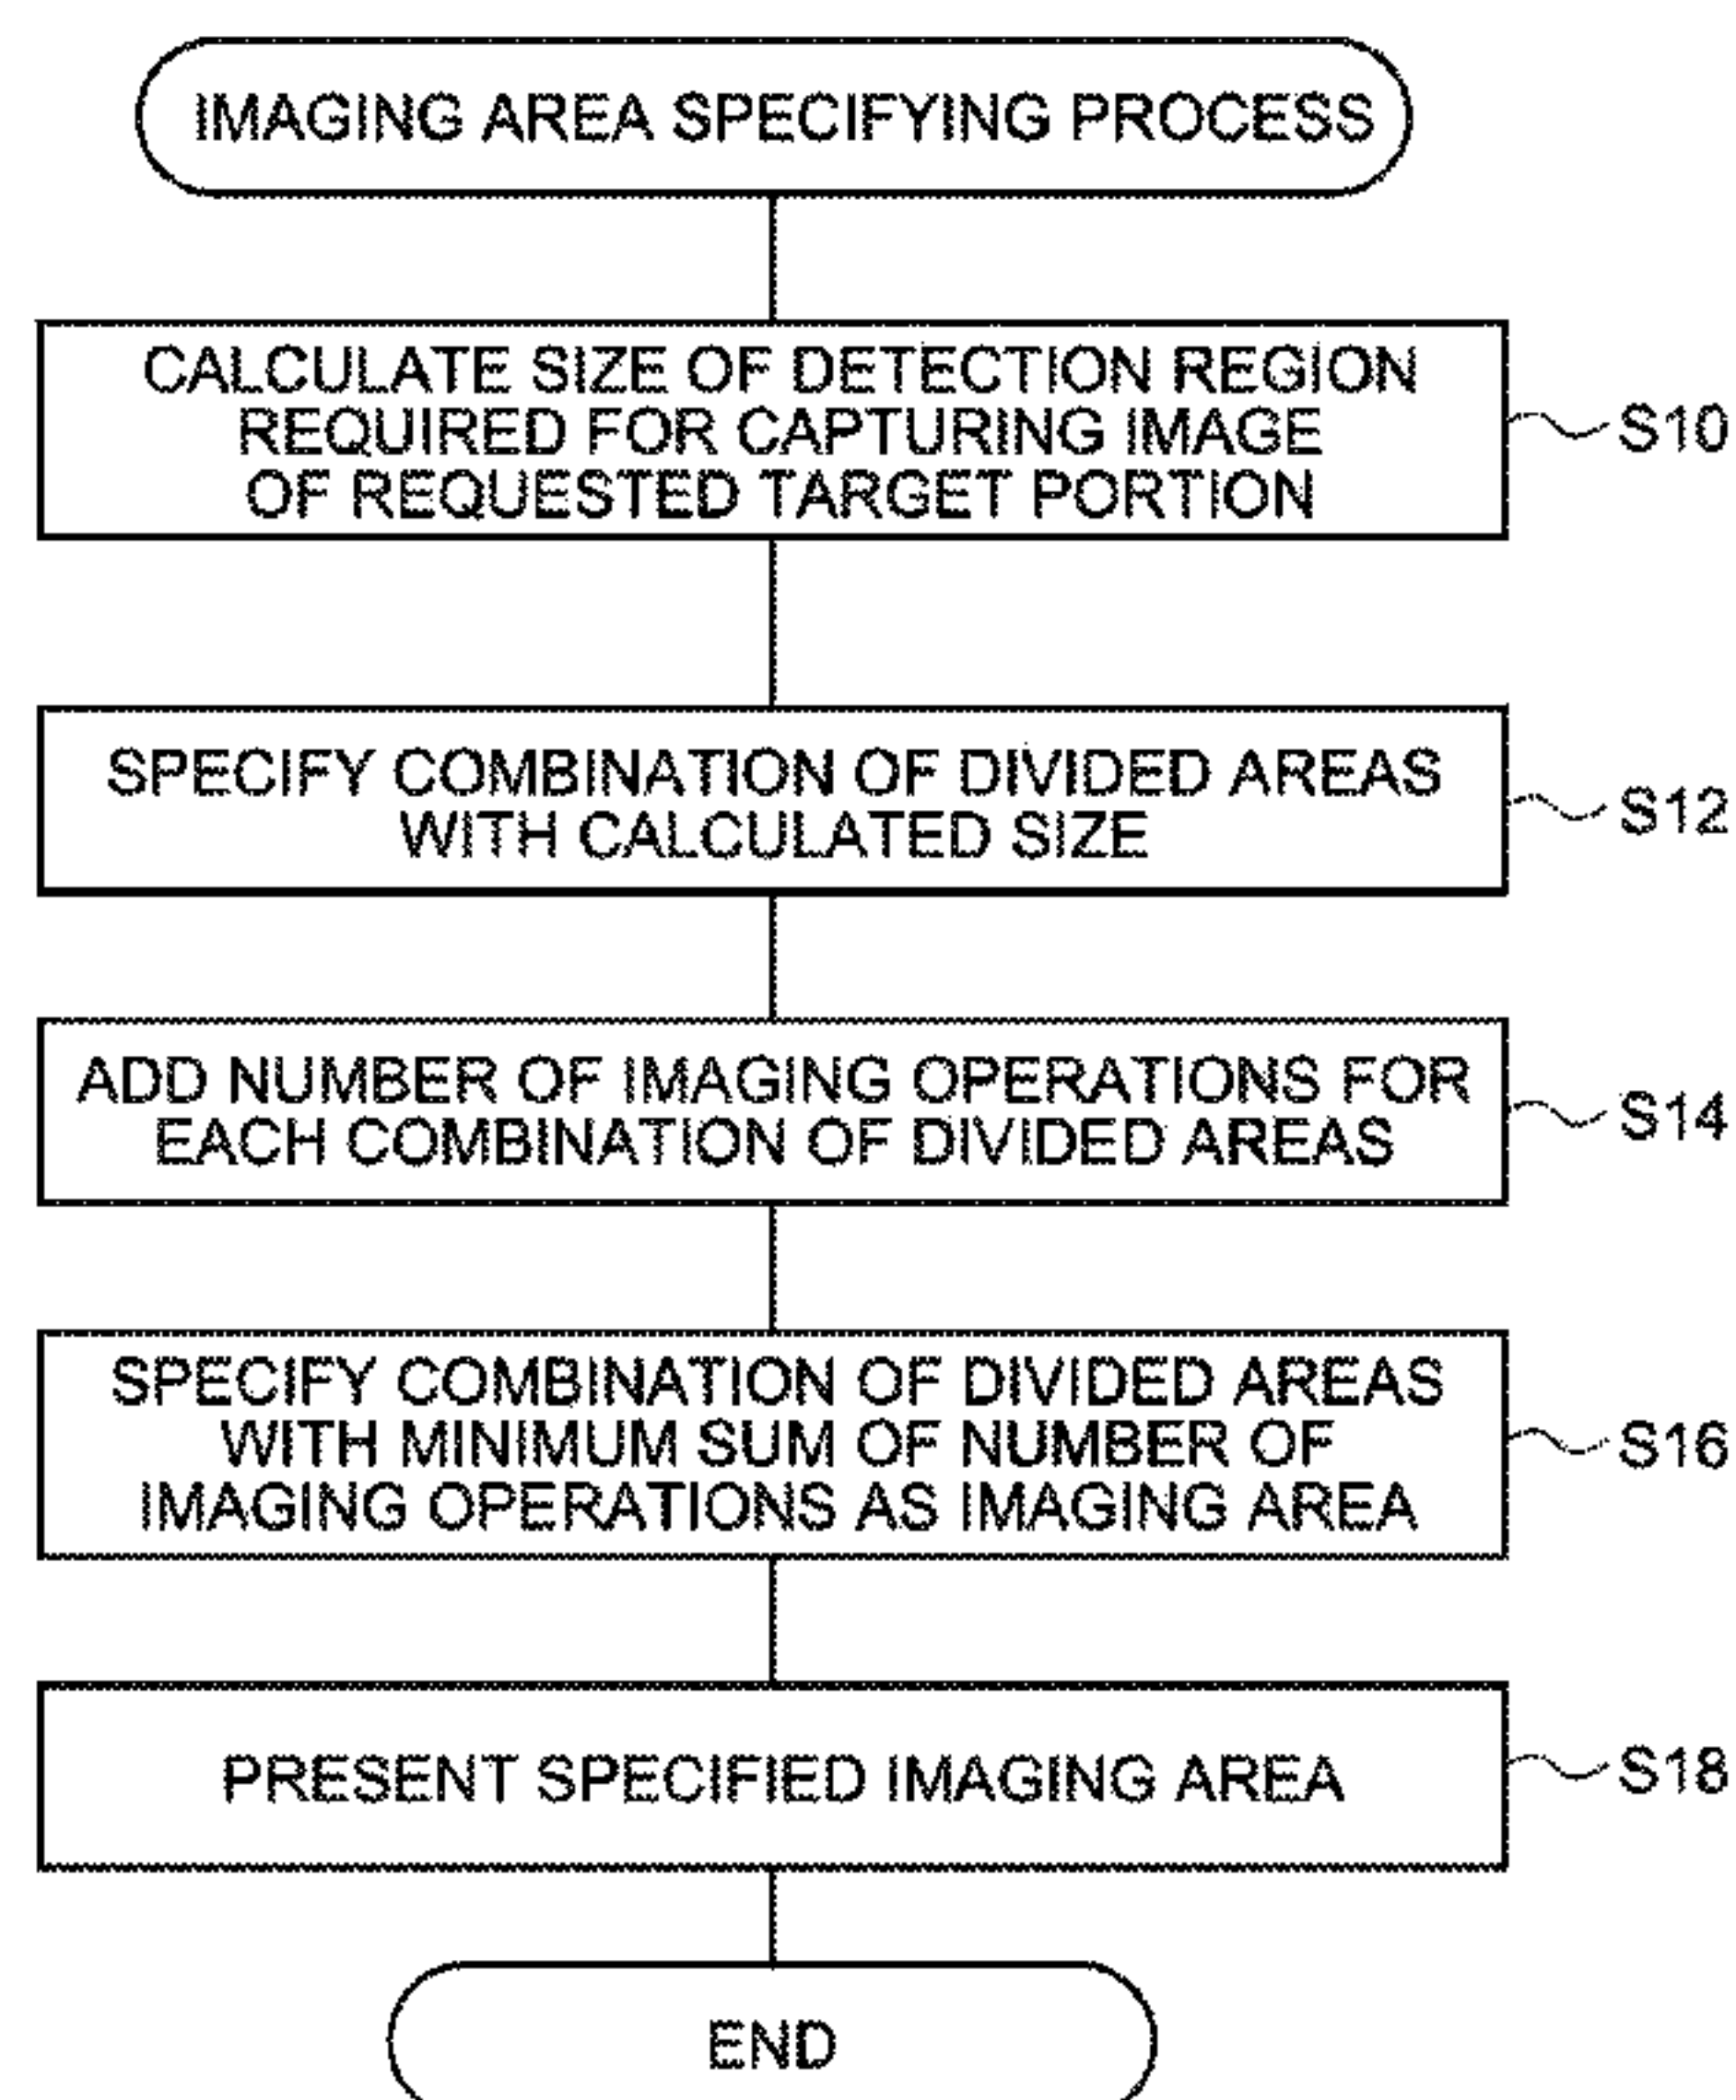 IMAGING AREA SPECIFYING PROCESS
CALCULATE SIZE OF DETECTION REGION
REQUIRED FOR CAPTURING IMAGE
OF REQUESTED TARGET PORTION
S10
SPECIFY COMBINATION OF DIVIDED AREAS
WITH CALCULATED SIZE
S12
ADD NUMBER OF IMAGING OPERATIONS FOR
EACH COMBINATION OF DIVIDED AREAS
S14
SPECIFY COMBINATION OF DIVIDED AREAS
WITH MINIMUM SUM OF NUMBER OF
IMAGING OPERATIONS AS IMAGING AREA
S16
PRESENT SPECIFIED IMAGING AREA
S18
END